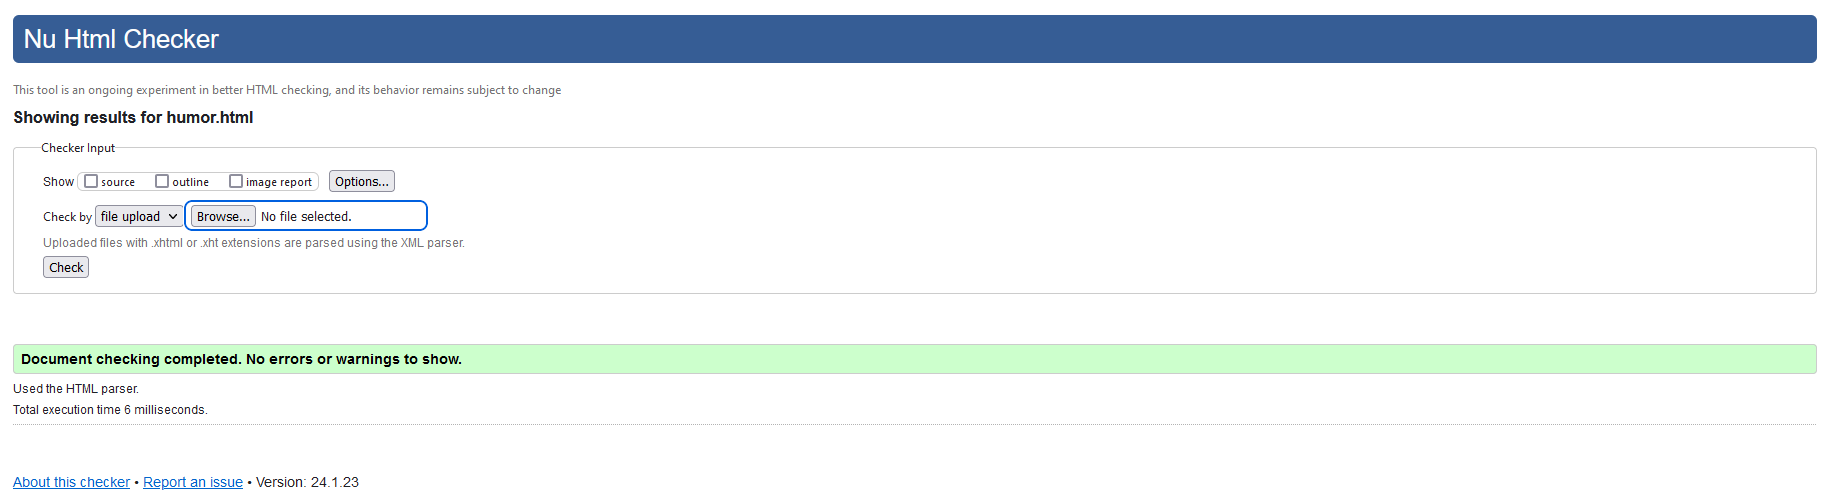 Nu Html Checker
This tool is an ongoing experiment in better HTML checking, and its behavior remains subject to change
Showing results for humor.html
Checker Input
Show source outline image report Options...
Check by file upload Browse... No file selected.
Uploaded files with .xhtml or .xht extensions are parsed using the XML parser.
Check
Document checking completed. No errors or warnings to show.
Used the HTML parser.
Total execution time 6 milliseconds.
About this checker • Report an issue • Version: 24.1.23